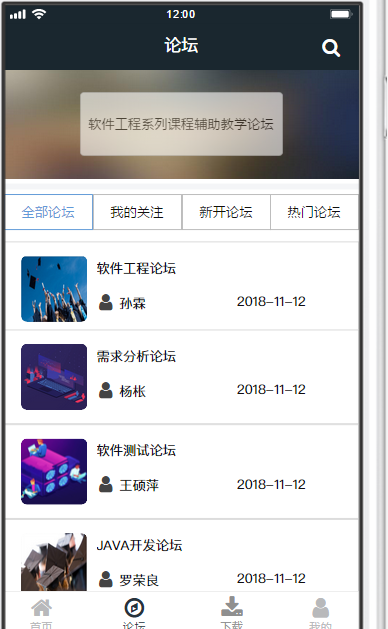 12:00
论坛
软件工程系列课程辅助教学论坛
全部论坛 我的关注 新开论坛 热门论坛
软件工程论坛
孙霖 2018-11-12
需求分析论坛
杨枨 2018-11-12
软件测试论坛
王硕萍 2018-11-12
JAVA开发论坛
罗荣良 2018-11-12
首页 论坛 下载 我的